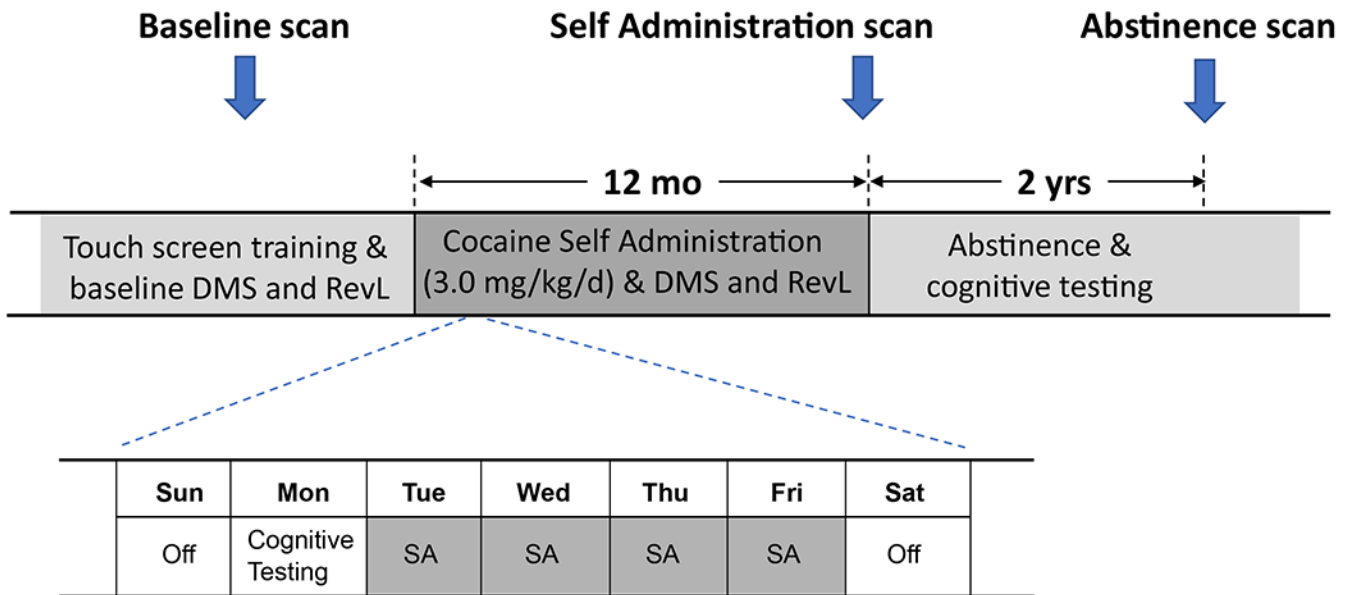 Baseline scan
Self Administration scan
Abstinence scan
12 mo
2 yrs
Touch screen training &
baseline DMS and RevL
Cocaine Self Administration
(3.0 mg/kg/d) & DMS and RevL
Abstinence &
cognitive testing
Sun Mon Tue Wed Thu Fri Sat
Off Cognitive Testing SA SA SA SA Off